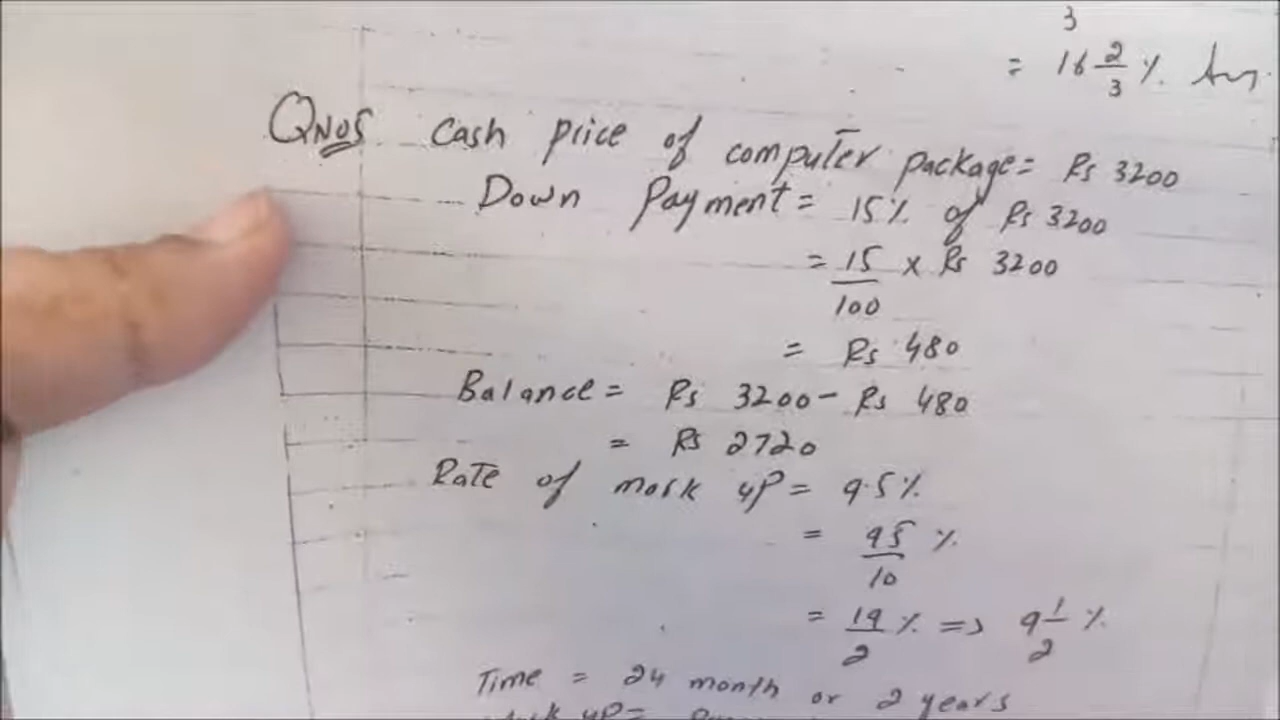 3
= 16 2/3 % Ans
QNo5 Cash price of computer package = Rs 3200
Down Payment = 15% of Rs 3200
= 15/100 x Rs 3200
= Rs 480
Balance = Rs 3200 - Rs 480
= Rs 2720
Rate of mark up = 9.5%
= 95/10 %
= 19/2 % => 9 1/2 %
Time = 24 month or 2 years
up =